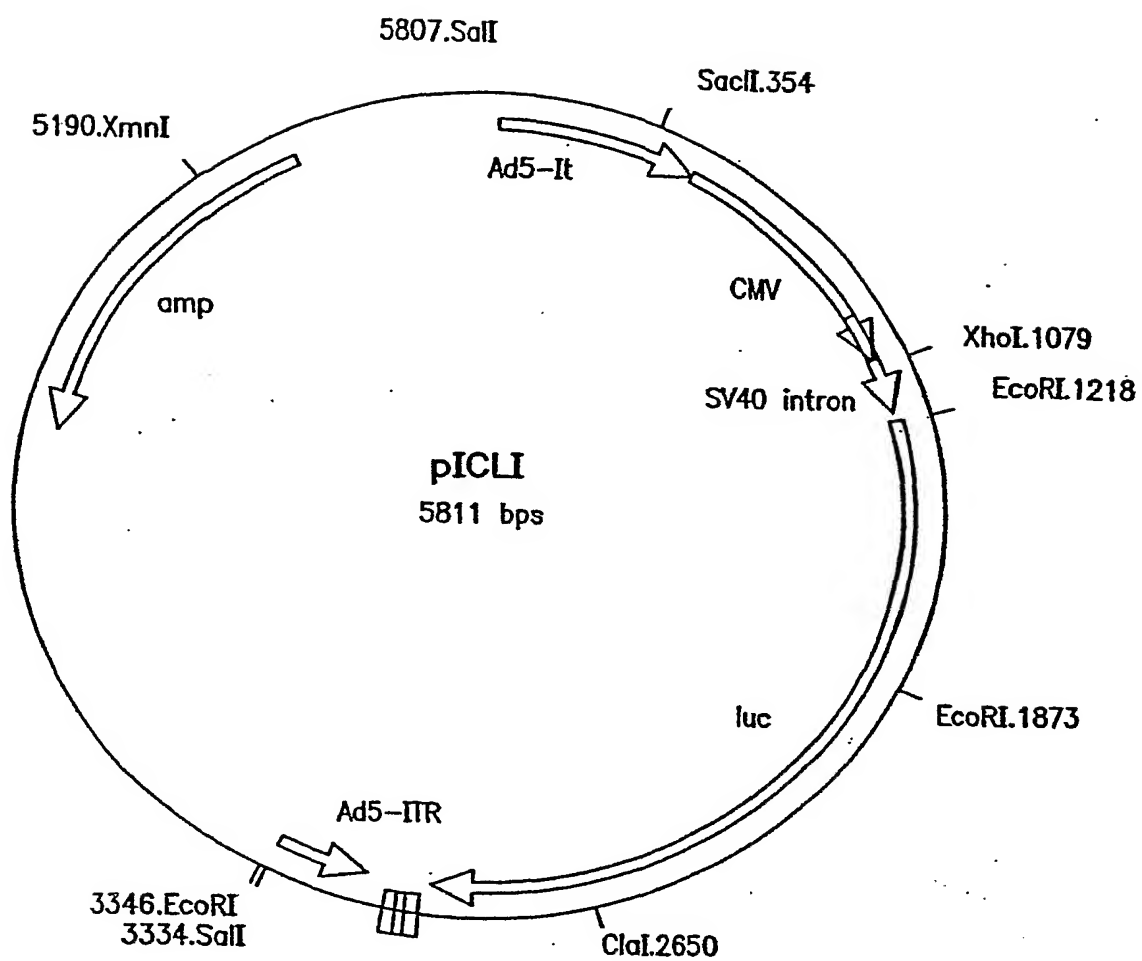 5807.SalI
SacII.354
5190.XmnI
Ad5-It
amp
CMV
XhoI.1079
EcoRI.1218
SV40 intron
pICLI
5811 bps
luc
EcoRI.1873
Ad5-ITR
3346.EcoRI
3334.SalI
ClaI.2650